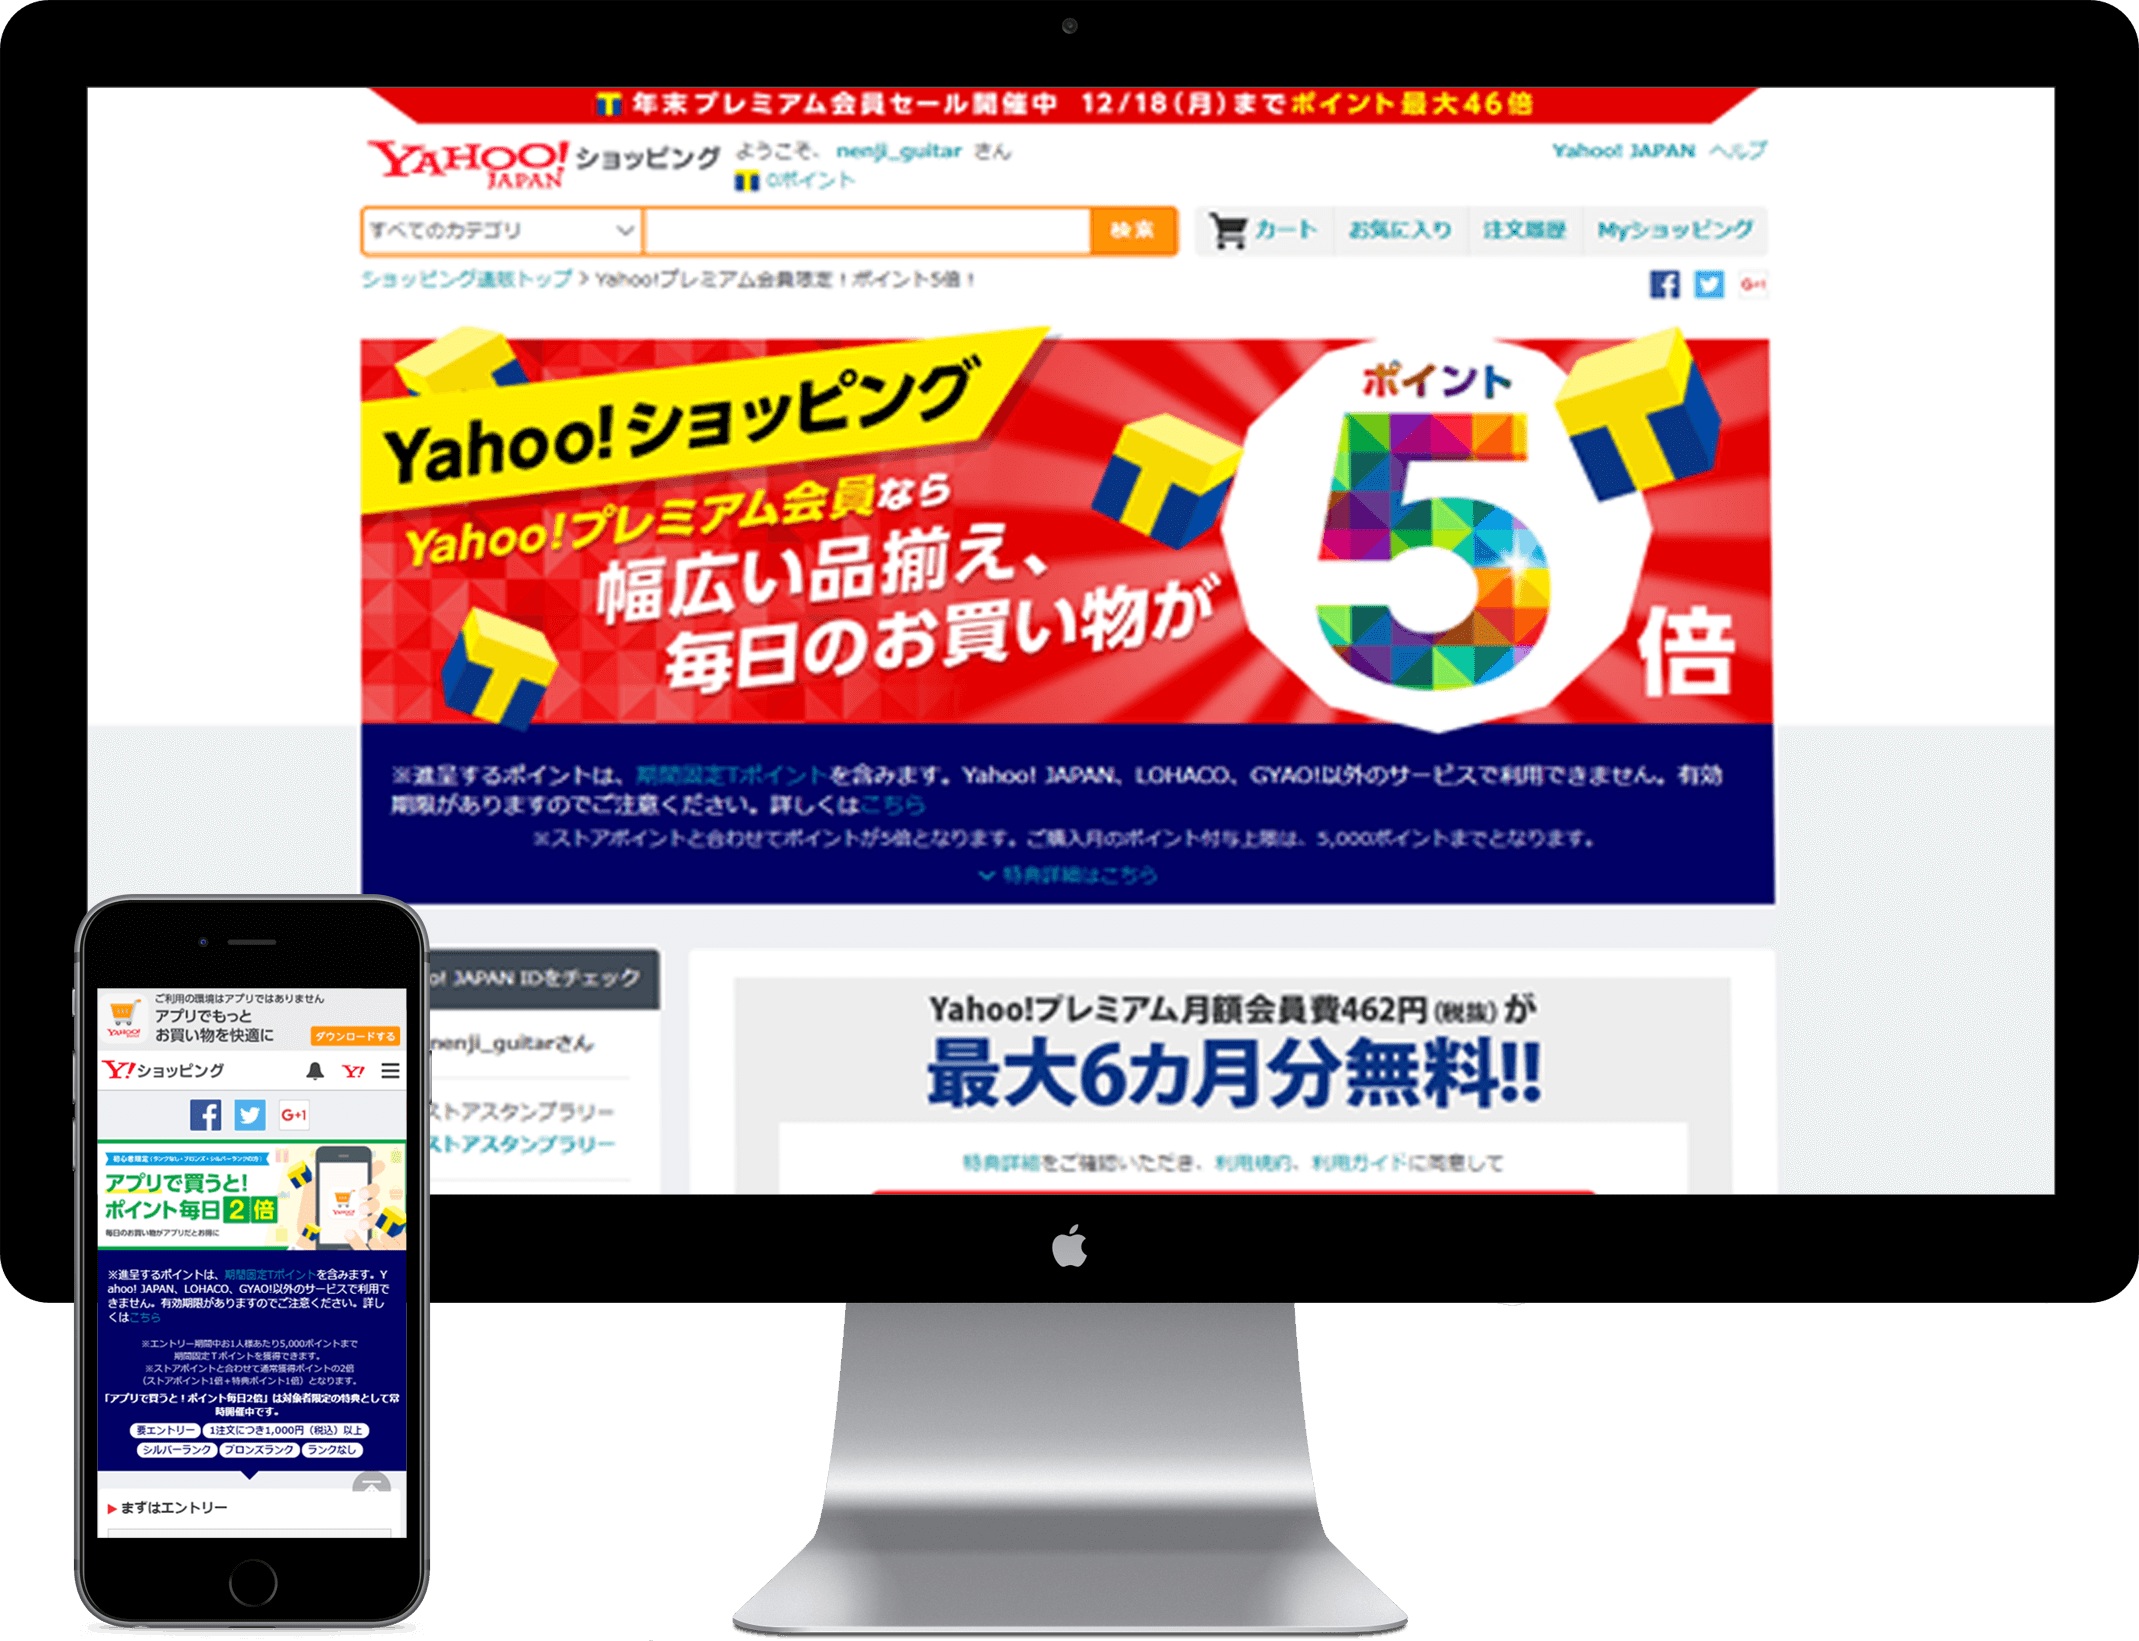 年末プレミアム会員セール開催中 12/18(月)までポイント最大46倍
YAHOO! JAPAN ショッピング
ようこそ、nenji_guitar さん
0ポイント
Yahoo! JAPAN ヘルプ
すべてのカテゴリ
検索
カート
お気に入り
注文履歴
Myショッピング
ショッピング通販トップ > Yahoo!プレミアム会員限定！ポイント5倍！
G+1
Yahoo!ショッピング
Yahoo!プレミアム会員なら
幅広い品揃え、
毎日のお買い物が
ポイント
5
倍
※進呈するポイントは、期間固定Tポイントを含みます。Yahoo! JAPAN、LOHACO、GYAO!以外のサービスで利用できません。有効
期限がありますのでご注意ください。詳しくはこちら
※ストアポイントと合わせてポイントが5倍となります。ご購入月のポイント付与上限は、5,000ポイントまでとなります。
特典詳細はこちら
o! JAPAN IDをチェック
nenji_guitarさん
ストアスタンプラリー
ストアスタンプラリー
Yahoo!プレミアム月額会員費462円(税抜)が
最大6カ月分無料!!
特典詳細をご確認いただき、利用規約、利用ガイドに同意して
ご利用の環境はアプリではありません
アプリでもっと
お買い物を快適に
ダウンロードする
YAHOO!
Y!ショッピング
Y!
G+1
初心者限定(ランクなし・ブロンズ・シルバーランクの方)
アプリで買うと!
ポイント毎日2倍
毎日のお買い物がアプリだとお得に
※進呈するポイントは、期間固定Tポイントを含みます。Y
ahoo! JAPAN、LOHACO、GYAO!以外のサービスで利用で
きません。有効期限がありますのでご注意ください。詳し
くはこちら
※エントリー期間中お1人様あたり5,000ポイントまで
期間固定Tポイントを獲得できます。
※ストアポイントと合わせて通常獲得ポイントの2倍
（ストアポイント1倍＋特典ポイント1倍）となります。
「アプリで買うと！ポイント毎日2倍」は対象者限定の特典として常
時開催中です。
要エントリー
1注文につき1,000円（税込）以上
シルバーランク
ブロンズランク
ランクなし
まずはエントリー